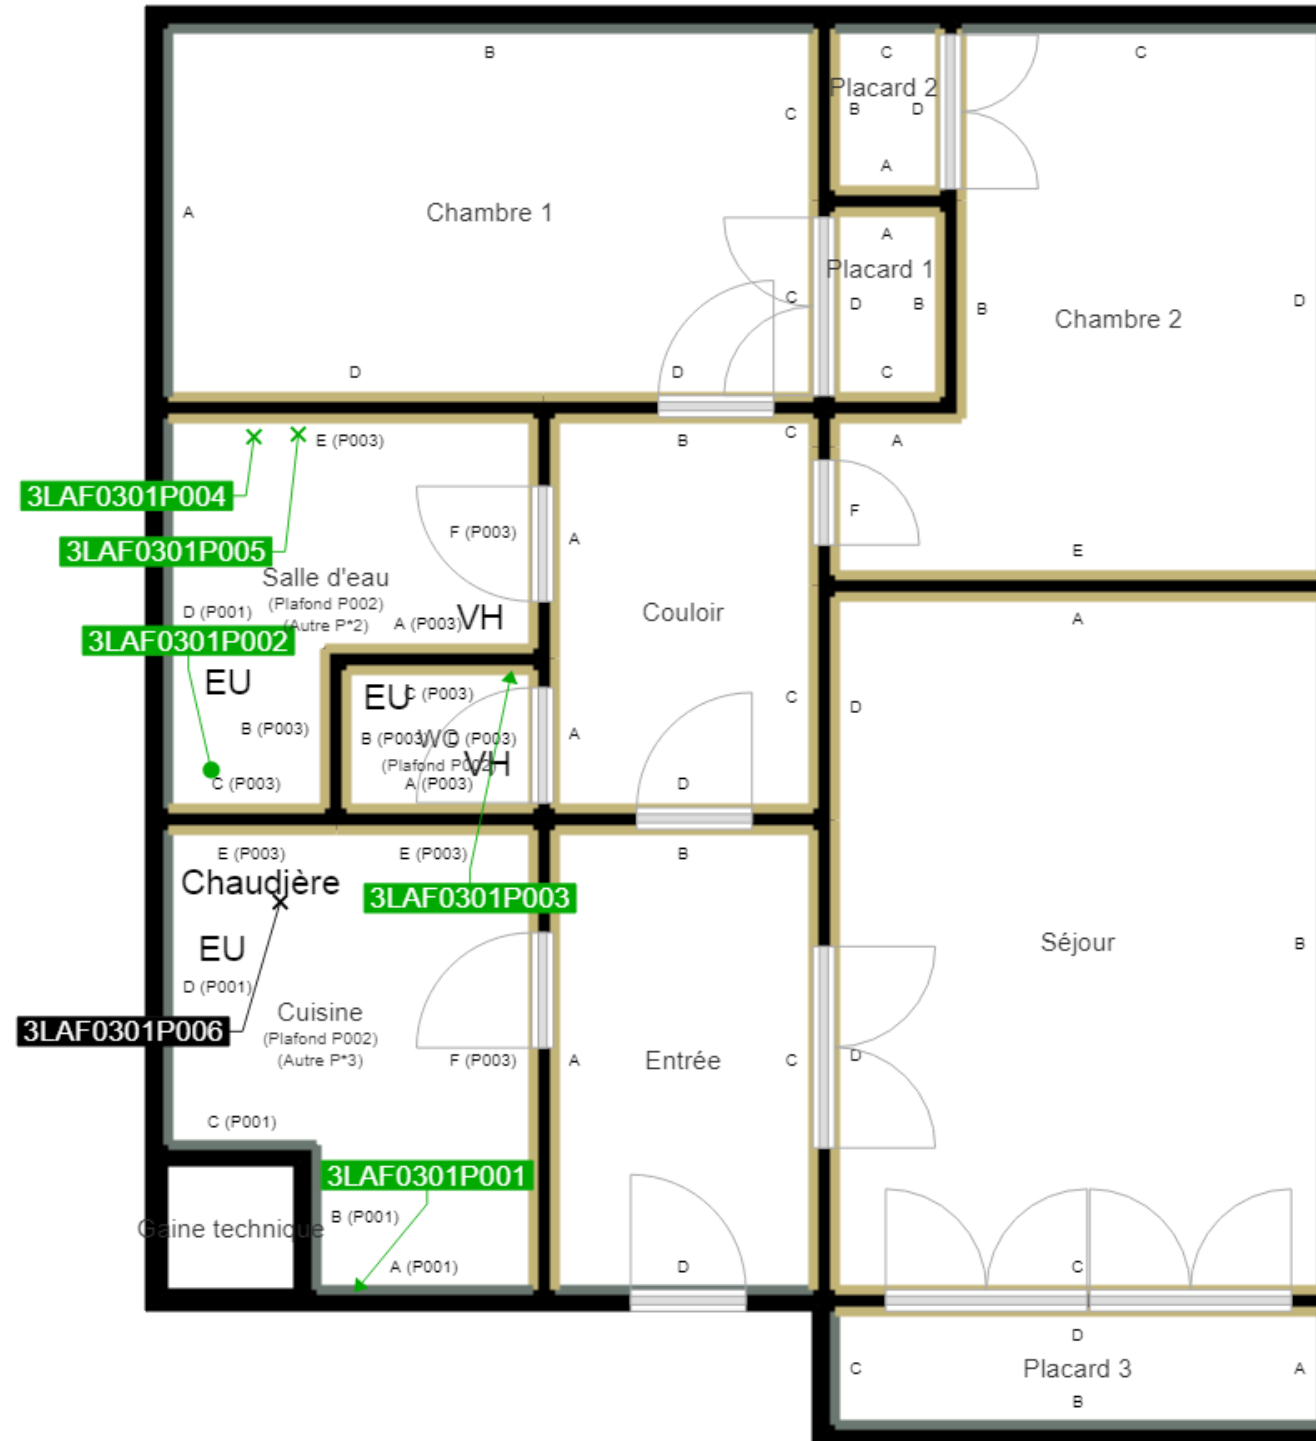 B
C
C
Placard 2
B
D
C
A
A
Chambre 1
A
Placard 1
C
D
B
B
Chambre 2
D
D
D
C
E (P003)
B
C
A
3LAF0301P004
F (P003)
A
F
3LAF0301P005
E
Salle d'eau
(Plafond P002)
(Autre P*2)
D (P001)
A (P003)
VH
Couloir
A
3LAF0301P002
EU
EU
C (P003)
C
D
B (P003)
B (P003)
WC
D (P003)
A
(Plafond P002)
VH
C (P003)
A (P003)
D
E (P003)
E (P003)
B
Chaudière
3LAF0301P003
EU
Séjour
B
D (P001)
3LAF0301P006
Cuisine
(Plafond P002)
(Autre P*3)
F (P003)
A
Entrée
C
D
C (P001)
3LAF0301P001
Gaine technique
B (P001)
A (P001)
D
C
D
C
Placard 3
A
B